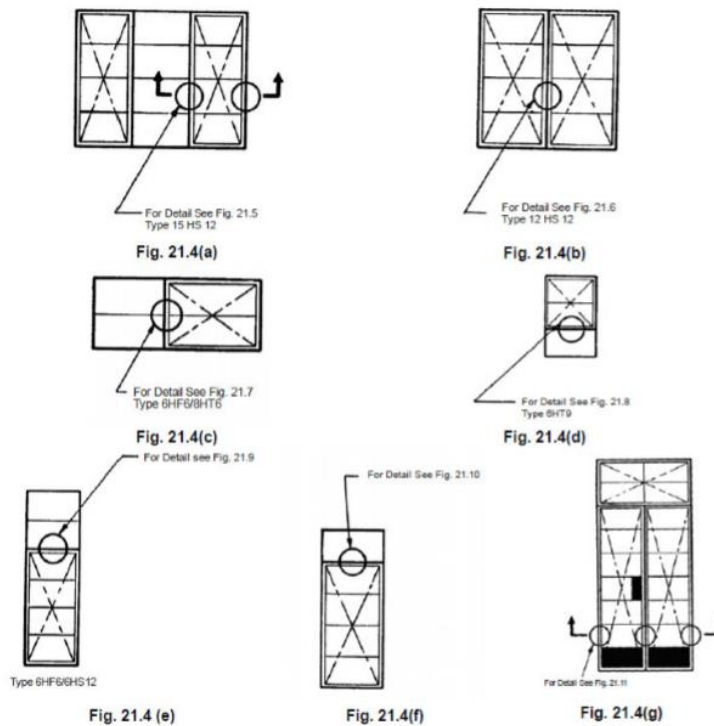 For Detail See Fig. 21.5
Type 15 HS 12
Fig. 21.4(a)
For Detail See Fig. 21.6
Type 12 HS 12
Fig. 21.4(b)
For Detail See Fig. 21.7
Type 6HF6/8HT6
Fig. 21.4(c)
For Detail See Fig. 21.8
Type 6HT9
Fig. 21.4(d)
For Detail see Fig. 21.9
Type 6HF6/6HS12
Fig. 21.4 (e)
For Detail See Fig. 21.10
Fig. 21.4(f)
For Detail See Fig. 21.11
Fig. 21.4(g)